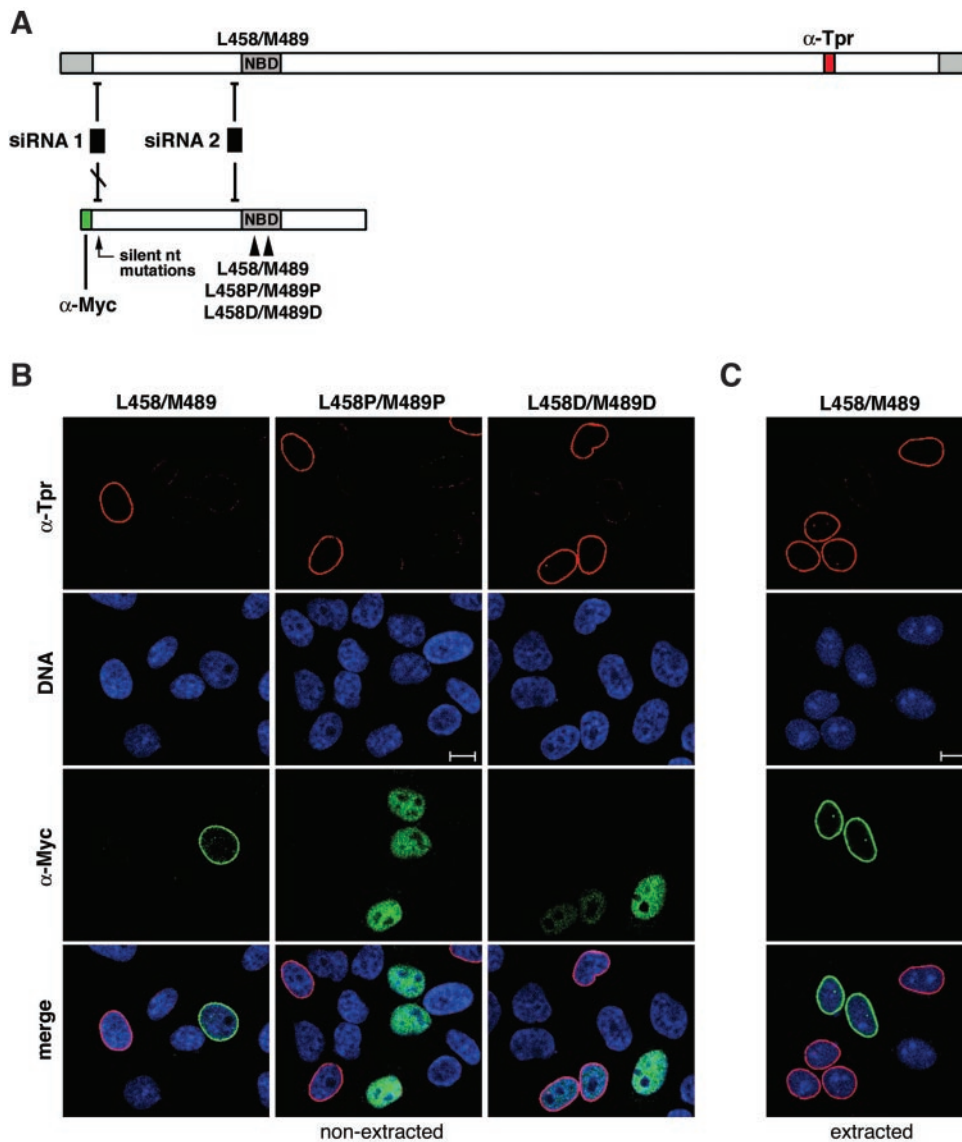 A
L458/M489
α-Tpr
NBD
siRNA 1
siRNA 2
NBD
silent nt
mutations
α-Myc
L458/M489
L458P/M489P
L458D/M489D
B
C
L458/M489
L458P/M489P
L458D/M489D
L458/M489
α-Tpr
DNA
α-Myc
merge
non-extracted
extracted